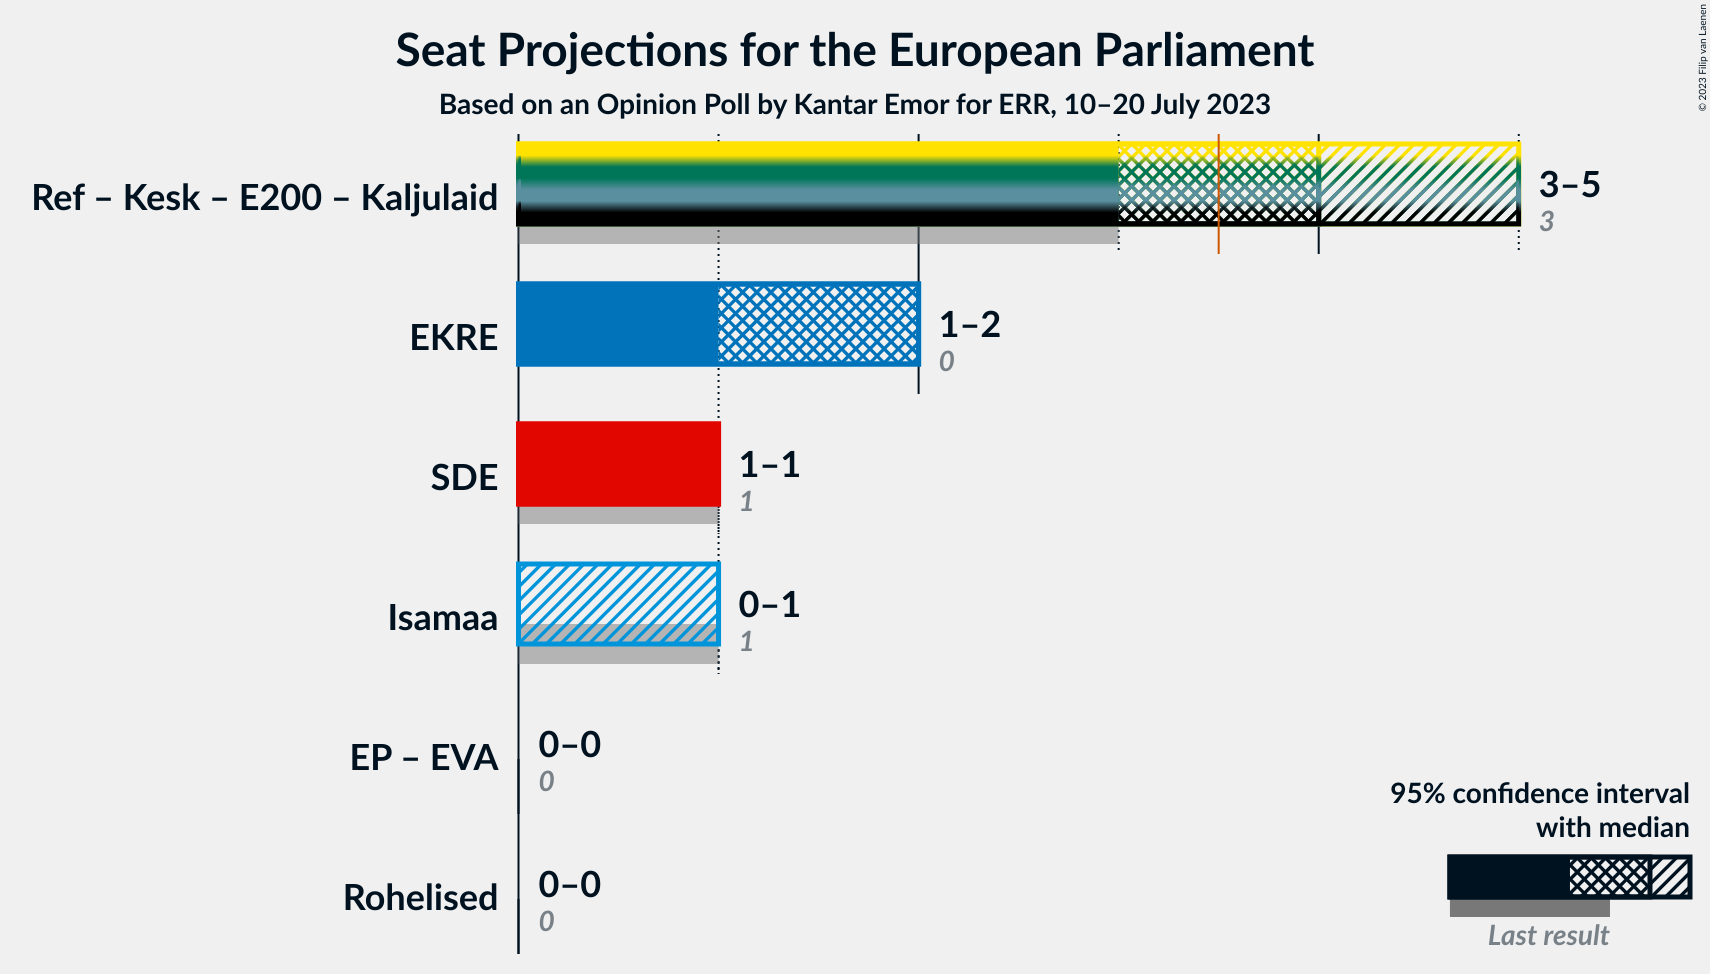 Seat Projections for the European Parliament
Based on an Opinion Poll by Kantar Emor for ERR, 10–20 July 2023
© 2023 Filip van Laenen
Ref – Kesk – E200 – Kaljulaid
3–5
3
EKRE
1–2
0
SDE
1–1
1
Isamaa
0–1
1
EP – EVA
0–0
0
Rohelised
0–0
0
95% confidence interval
with median
Last result